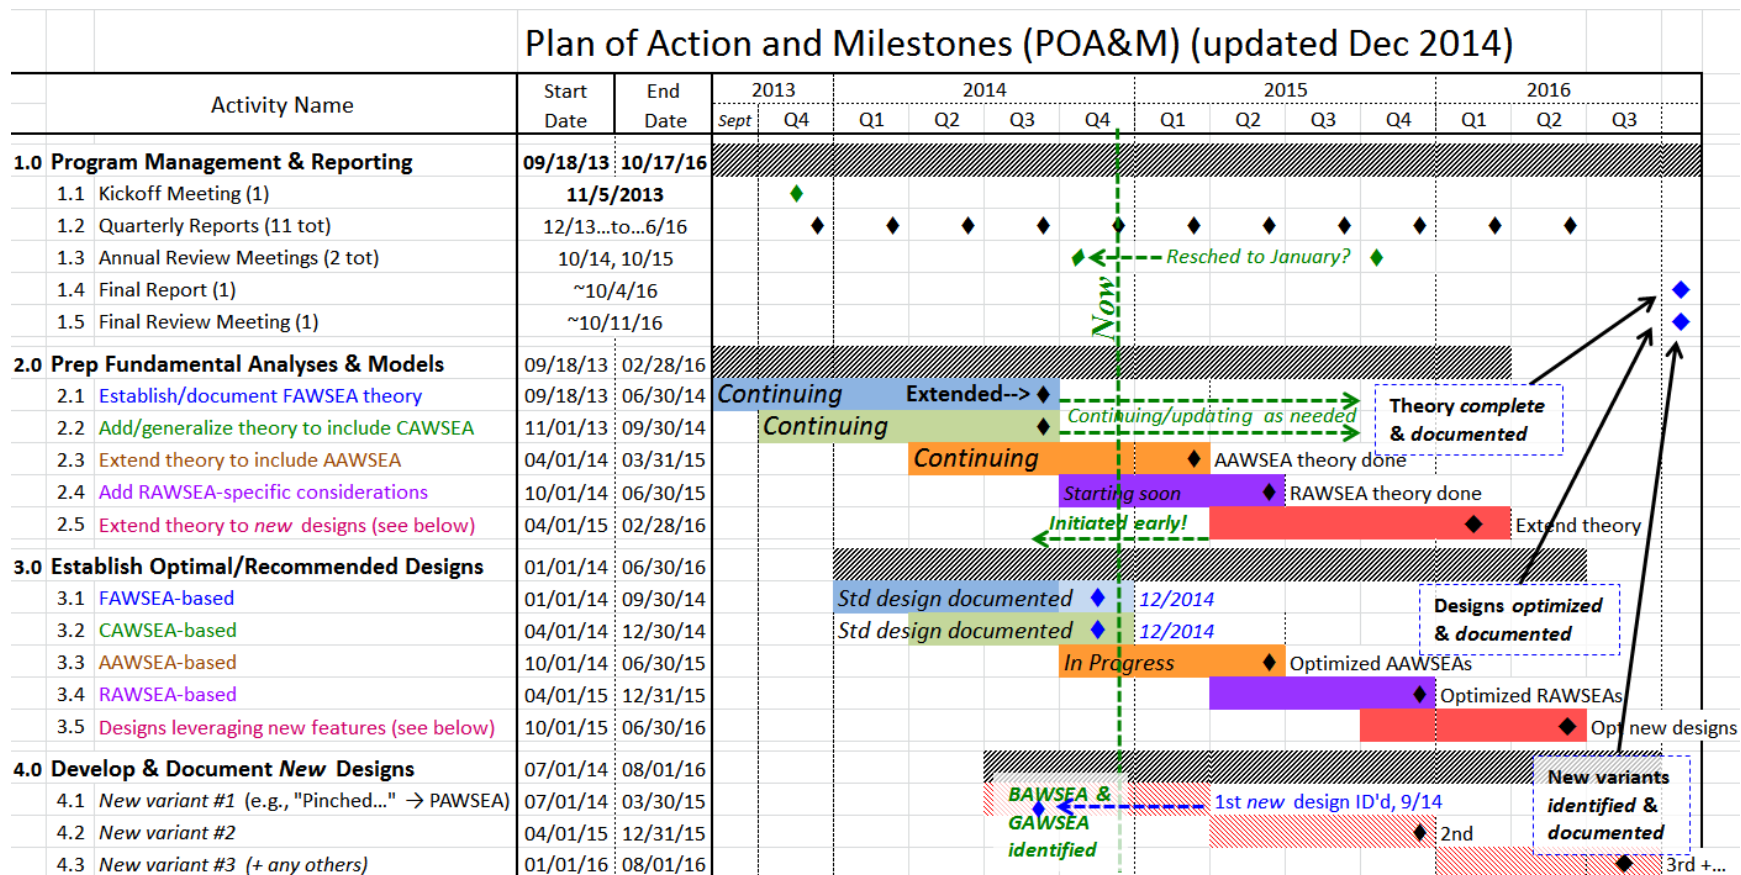 Plan of Action and Milestones (POA&M) (updated Dec 2014)
Activity Name Start Date End Date 2013 2014 2015 2016
Sept Q4 Q1 Q2 Q3 Q4 Q1 Q2 Q3 Q4 Q1 Q2 Q3
1.0 Program Management & Reporting 09/18/13 10/17/16
1.1 Kickoff Meeting (1) 11/5/2013
1.2 Quarterly Reports (11 tot) 12/13...to...6/16
1.3 Annual Review Meetings (2 tot) 10/14, 10/15 Resched to January?
1.4 Final Report (1) ~10/4/16
1.5 Final Review Meeting (1) ~10/11/16
Now
2.0 Prep Fundamental Analyses & Models 09/18/13 02/28/16
2.1 Establish/document FAWSEA theory 09/18/13 06/30/14 Continuing Extended-->
2.2 Add/generalize theory to include CAWSEA 11/01/13 09/30/14 Continuing
Continuing/updating as needed
Theory complete
& documented
2.3 Extend theory to include AAWSEA 04/01/14 03/31/15 Continuing AAWSEA theory done
2.4 Add RAWSEA-specific considerations 10/01/14 06/30/15 Starting soon RAWSEA theory done
2.5 Extend theory to new designs (see below) 04/01/15 02/28/16 Initiated early! Extend theory
3.0 Establish Optimal/Recommended Designs 01/01/14 06/30/16
3.1 FAWSEA-based 01/01/14 09/30/14 Std design documented 12/2014
3.2 CAWSEA-based 04/01/14 12/30/14 Std design documented 12/2014
Designs optimized
& documented
3.3 AAWSEA-based 10/01/14 06/30/15 In Progress Optimized AAWSEAs
3.4 RAWSEA-based 04/01/15 12/31/15 Optimized RAWSEAs
3.5 Designs leveraging new features (see below) 10/01/15 06/30/16 Opt new designs
4.0 Develop & Document New Designs 07/01/14 08/01/16
4.1 New variant #1 (e.g., "Pinched..." → PAWSEA) 07/01/14 03/30/15 1st new design ID'd, 9/14
BAWSEA &
GAWSEA
identified
New variants
identified &
documented
4.2 New variant #2 04/01/15 12/31/15 2nd
4.3 New variant #3 (+ any others) 01/01/16 08/01/16 3rd +...